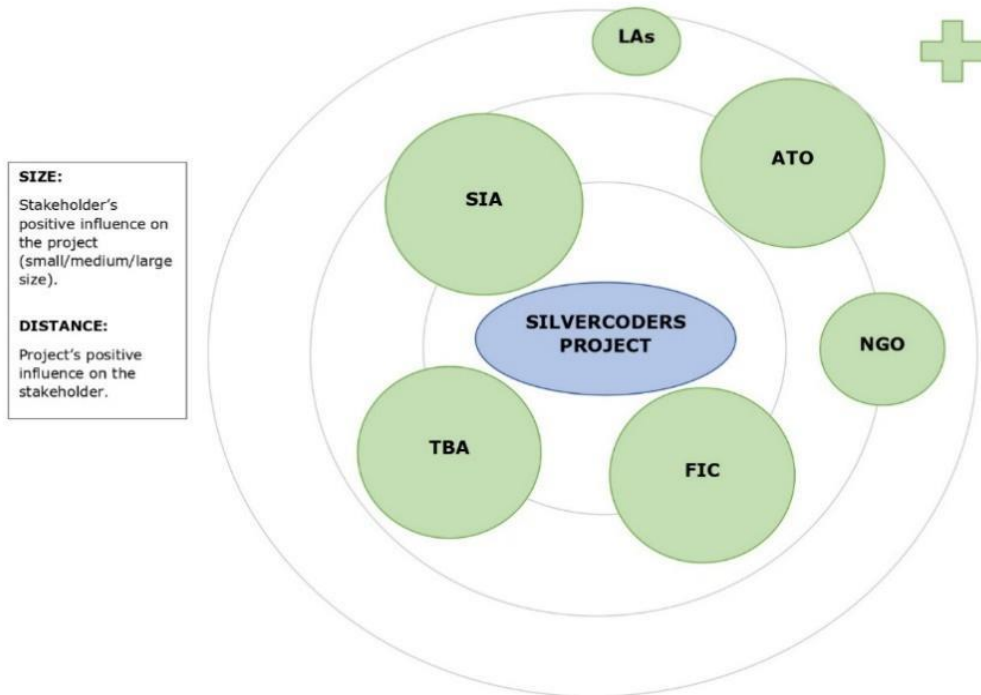 LAs
ATO
SIA
SIZE:
Stakeholder's
positive influence on
the project
(small/medium/large
size).
DISTANCE:
Project's positive
influence on the
stakeholder.
SILVERCODERS
PROJECT
NGO
TBA
FIC